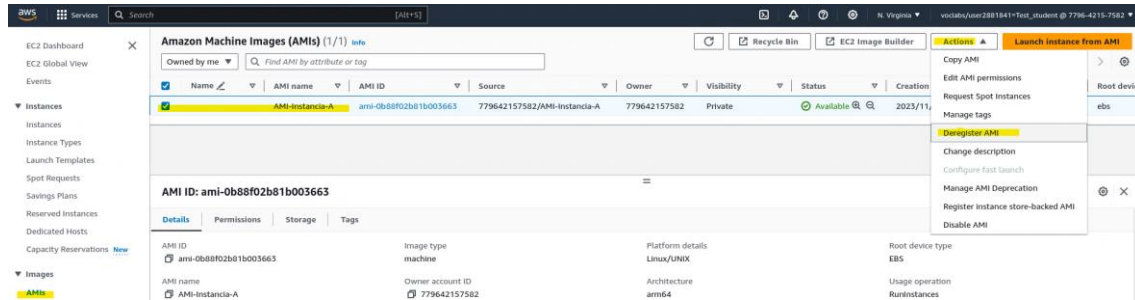 aws Services Search [Alt+S] N. Virginia voclabs/user2881841=Test_student @ 7796-4215-7582
EC2 Dashboard
EC2 Global View
Events
Instances
Instances
Instance Types
Launch Templates
Spot Requests
Savings Plans
Reserved Instances
Dedicated Hosts
Capacity Reservations New
Images
AMIs
Amazon Machine Images (AMIs) (1/1) Info
Recycle Bin EC2 Image Builder Actions Launch instance from AMI
Owned by me Find AMI by attribute or tag
Name AMI name AMI ID Source Owner Visibility Status Creation Root devi
AMI-Instancia-A ami-0b88f02b81b003663 779642157582/AMI-Instancia-A 779642157582 Private Available 2023/11/ ebs
Copy AMI
Edit AMI permissions
Request Spot Instances
Manage tags
Deregister AMI
Change description
Configure fast launch
Manage AMI Deprecation
Register instance store-backed AMI
Disable AMI
AMI ID: ami-0b88f02b81b003663
Details Permissions Storage Tags
AMI ID Image type Platform details Root device type
ami-0b88f02b81b003663 machine Linux/UNIX EBS
AMI name Owner account ID Architecture Usage operation
AMI-Instancia-A 779642157582 arm64 RunInstances